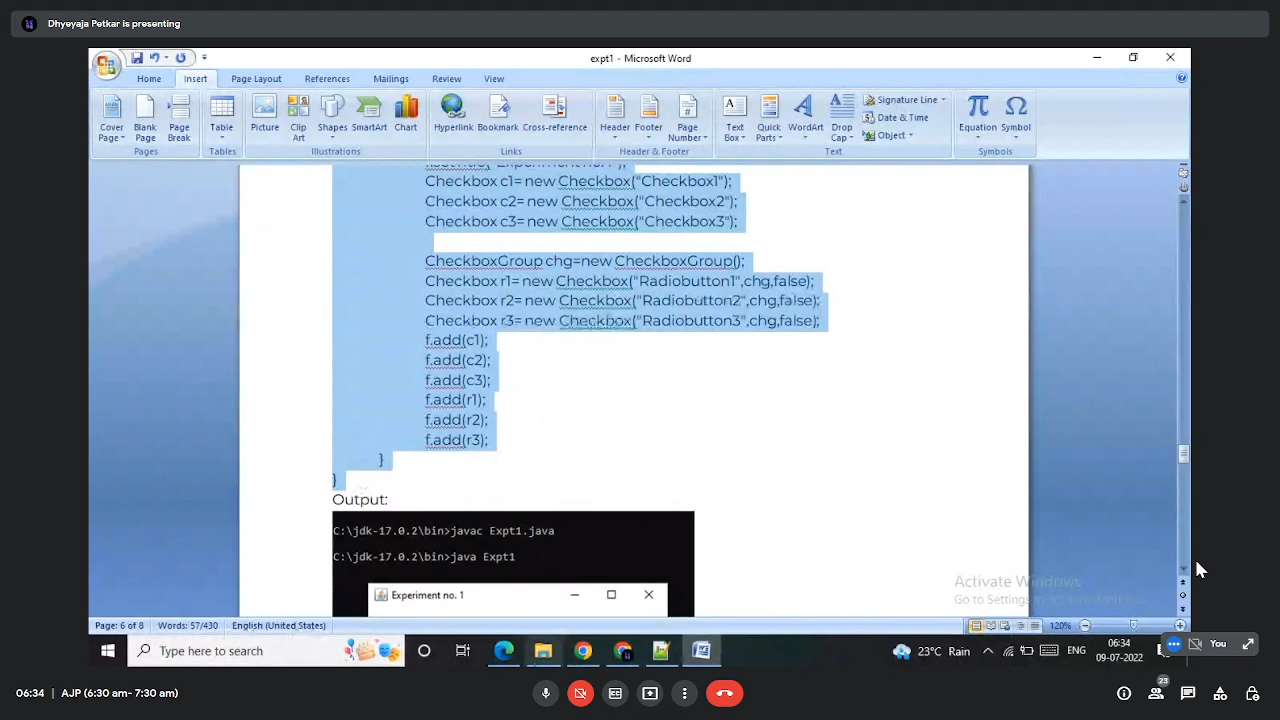 Dhyeyaja Petkar is presenting
expt1 - Microsoft Word
Home Insert Page Layout References Mailings Review View
Cover Page Blank Page Page Break Table Picture Clip Art Shapes SmartArt Chart Hyperlink Bookmark Cross-reference Header Footer Page Number Text Box Quick Parts WordArt Drop Cap Signature Line Date & Time Object Equation Symbol
Pages Tables Illustrations Links Header & Footer Text Symbols
Checkbox c1= new Checkbox("Checkbox1");
Checkbox c2= new Checkbox("Checkbox2");
Checkbox c3= new Checkbox("Checkbox3");
CheckboxGroup chg=new CheckboxGroup();
Checkbox r1= new Checkbox("Radiobutton1",chg,false);
Checkbox r2= new Checkbox("Radiobutton2",chg,false);
Checkbox r3= new Checkbox("Radiobutton3",chg,false);
f.add(c1);
f.add(c2);
f.add(c3);
f.add(r1);
f.add(r2);
f.add(r3);
}
}
Output:
C:\jdk-17.0.2\bin>javac Expt1.java
C:\jdk-17.0.2\bin>java Expt1
Experiment no. 1
Activate Windows
Go to Settings
Page: 6 of 8 Words: 57/430 English (United States) 120%
Type here to search 23°C Rain ENG 06:34
09-07-2022
You
06:34 AJP (6:30 am- 7:30 am) 23